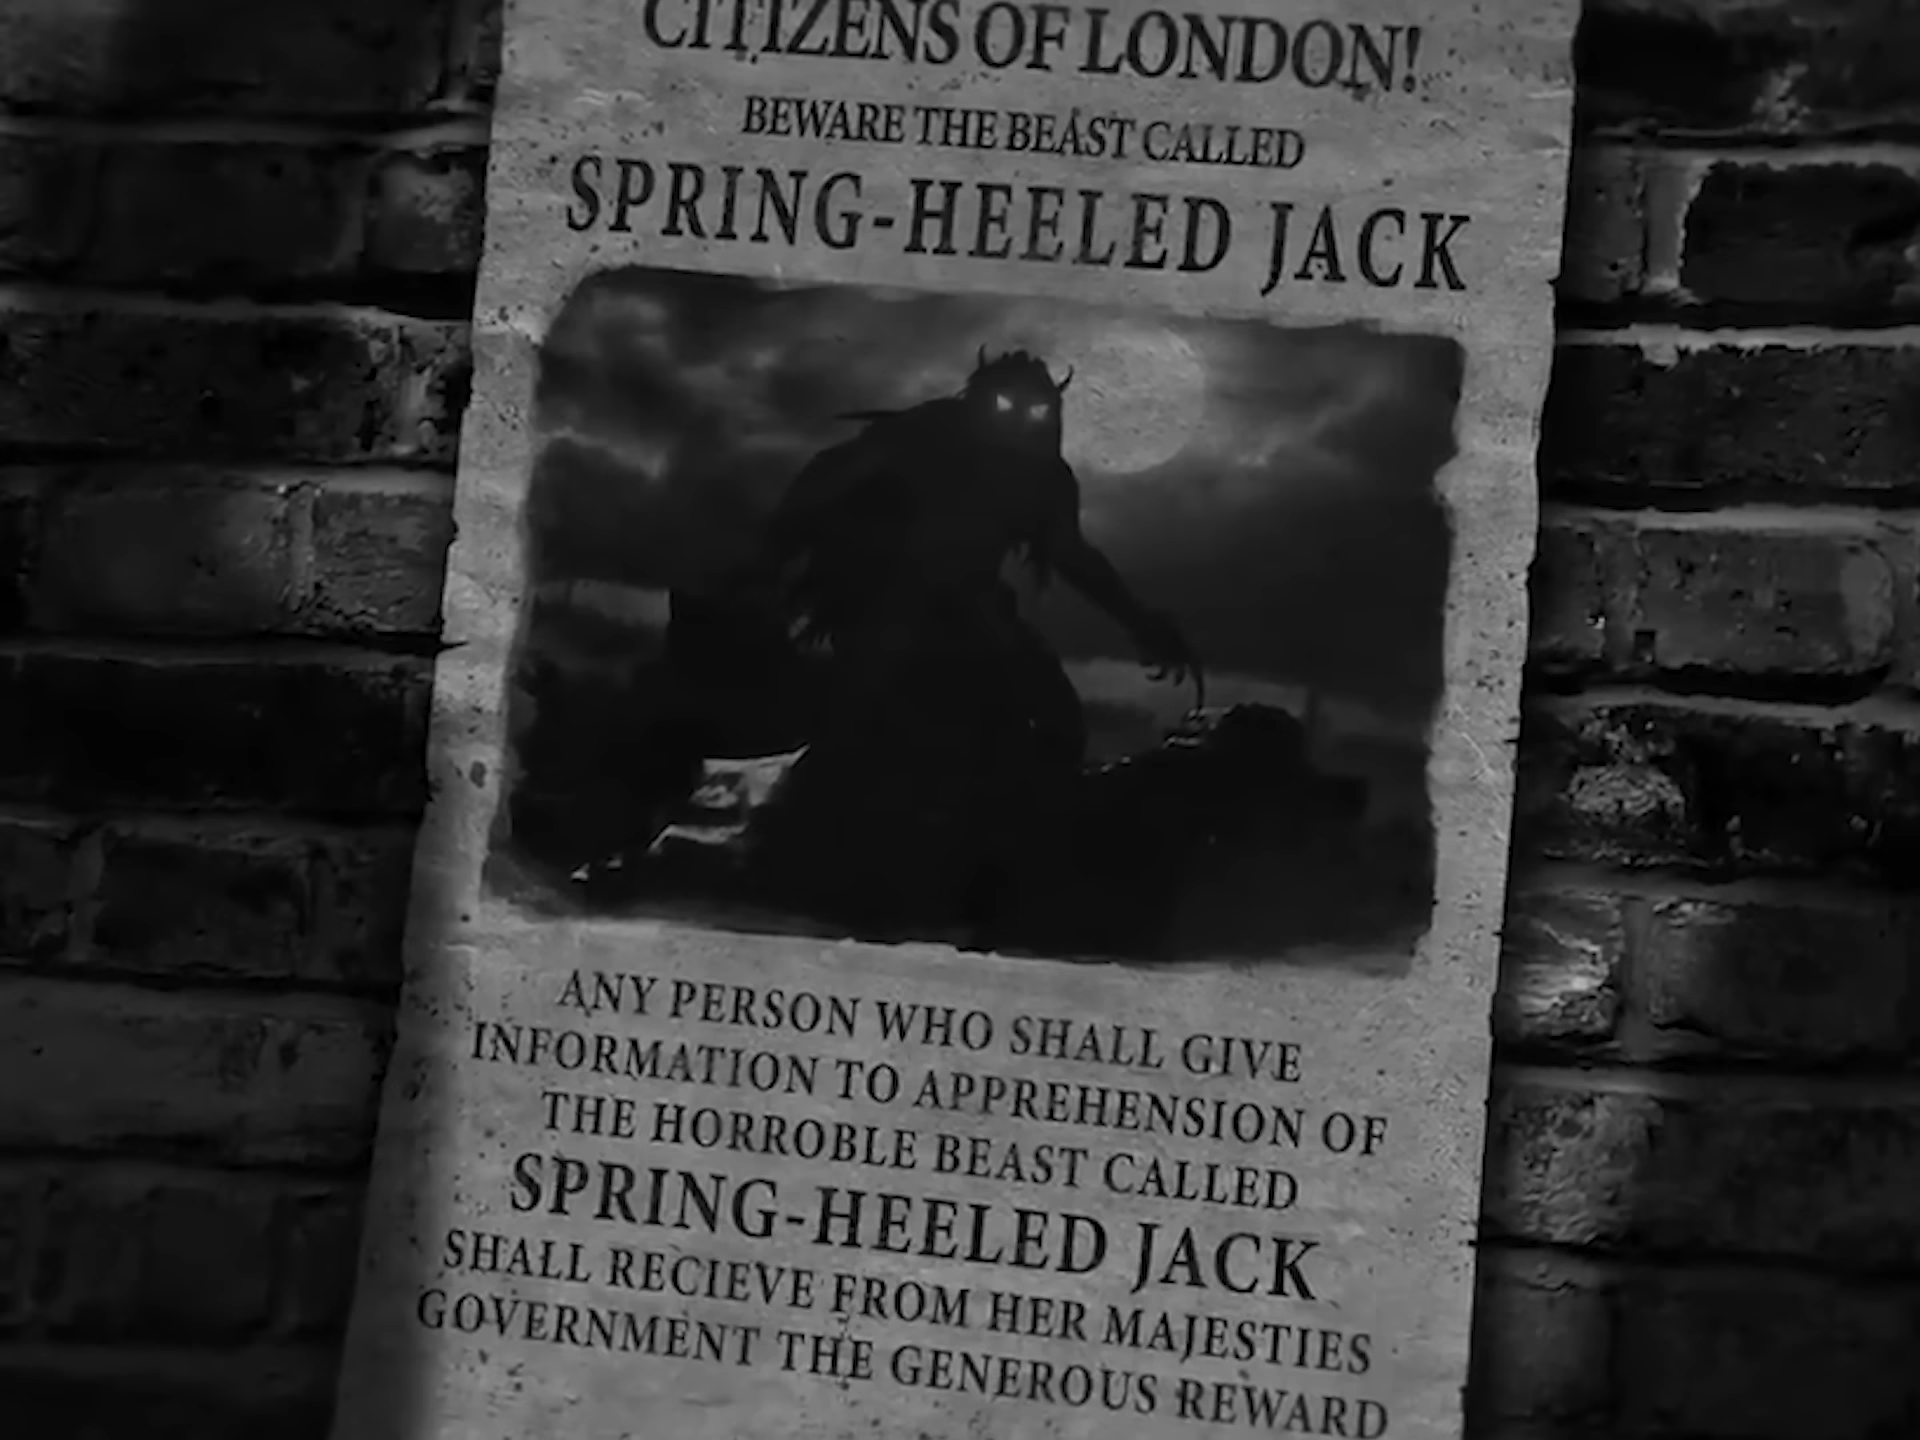 CITIZENS OF LONDON!
BEWARE THE BEAST CALLED
SPRING-HEELED JACK
ANY PERSON WHO SHALL GIVE
INFORMATION TO APPREHENSION OF
THE HORROBLE BEAST CALLED
SPRING-HEELED JACK
SHALL RECIEVE FROM HER MAJESTIES
GOVERNMENT THE GENEROUS REWARD